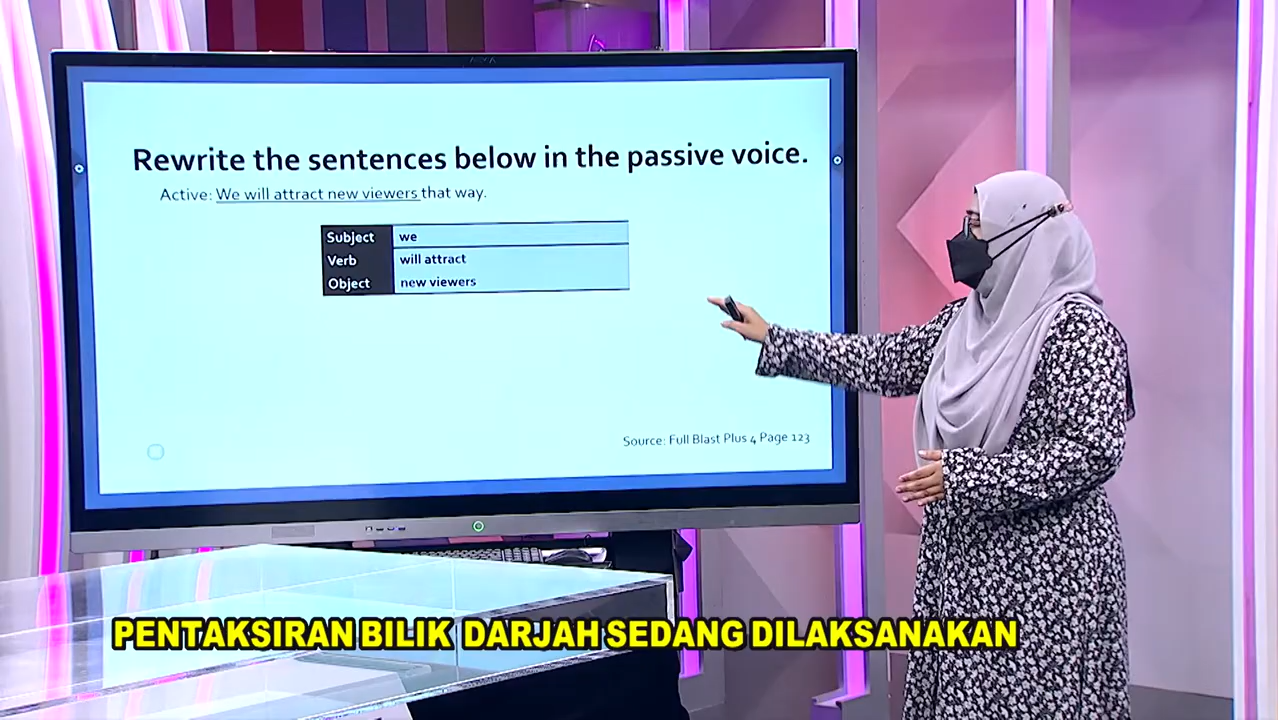 Rewrite the sentences below in the passive voice.
Active: We will attract new viewers that way.
Subject we
Verb will attract
Object new viewers
Source: Full Blast Plus 4 Page 123
PENTAKSIRAN BILIK DARJAH SEDANG DILAKSANAKAN